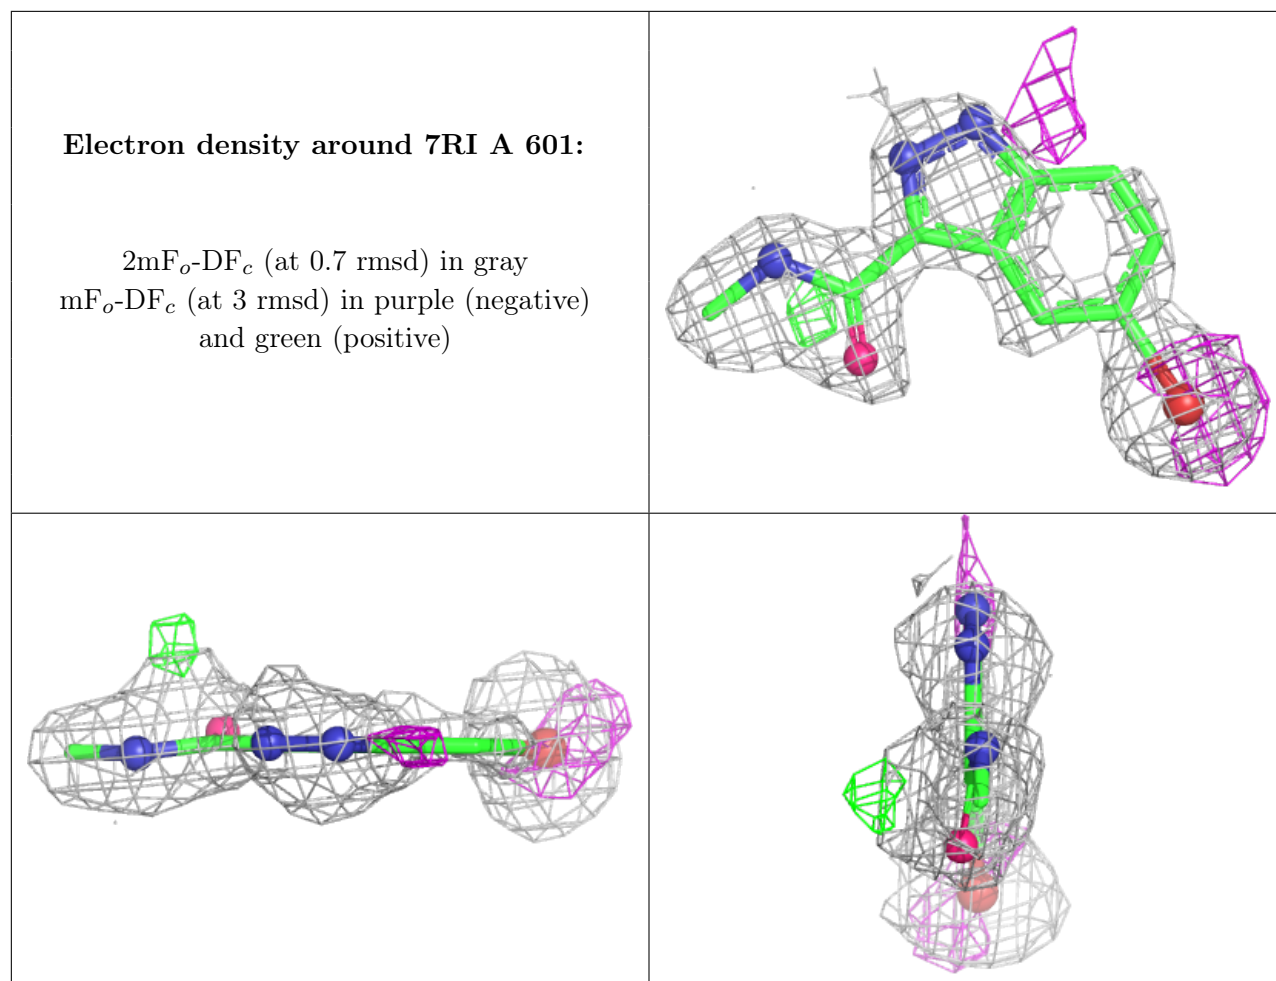 Electron density around 7RI A 601:
2mFₒ-DF𝒸 (at 0.7 rmsd) in gray
mFₒ-DF𝒸 (at 3 rmsd) in purple (negative)
and green (positive)